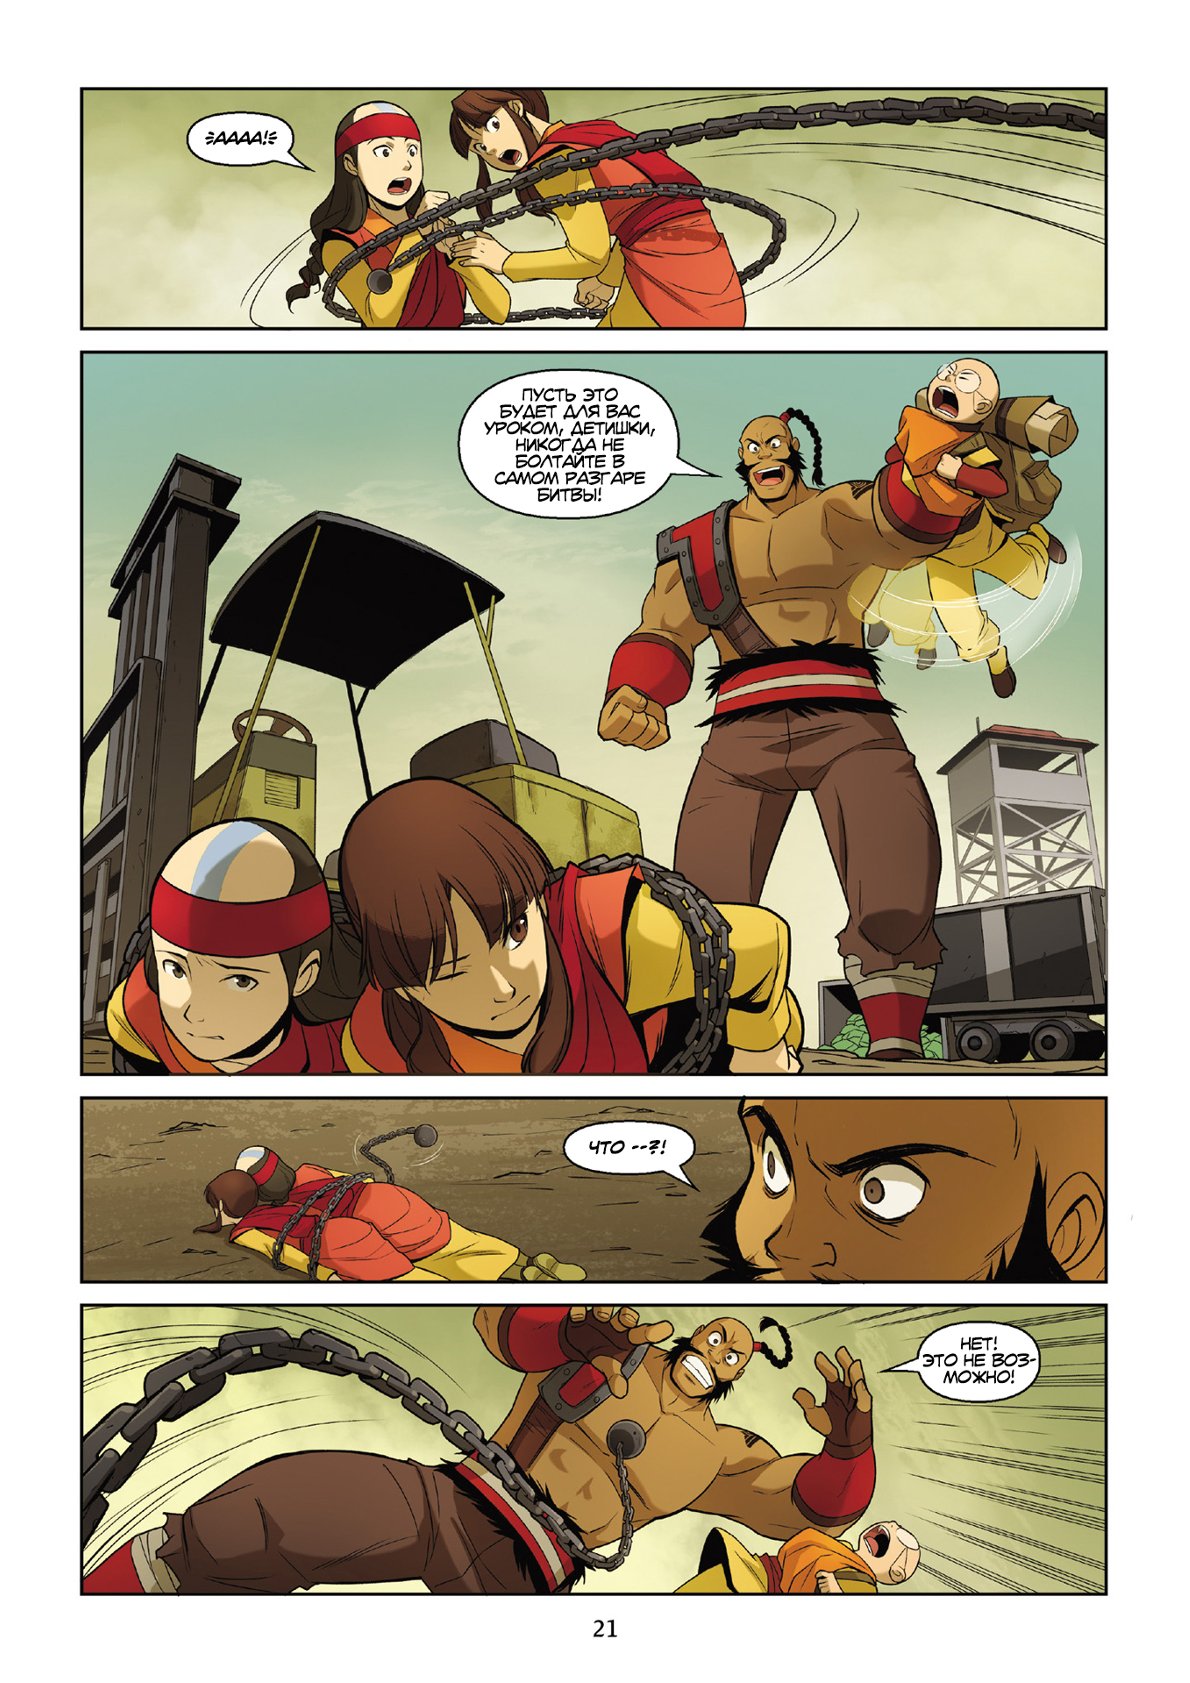 ЭАААА!Є
ПУСТЬ ЭТО
БУДЕТ ДЛЯ ВАС
УРОКОМ, ДЕТИШКИ,
НИКОГДА НЕ
БОЛТАЙТЕ В
САМОМ РАЗГАРЕ
БИТВЫ!
ЧТО --?!
НЕТ!
ЭТО НЕ ВОЗ-
МОЖНО!
21